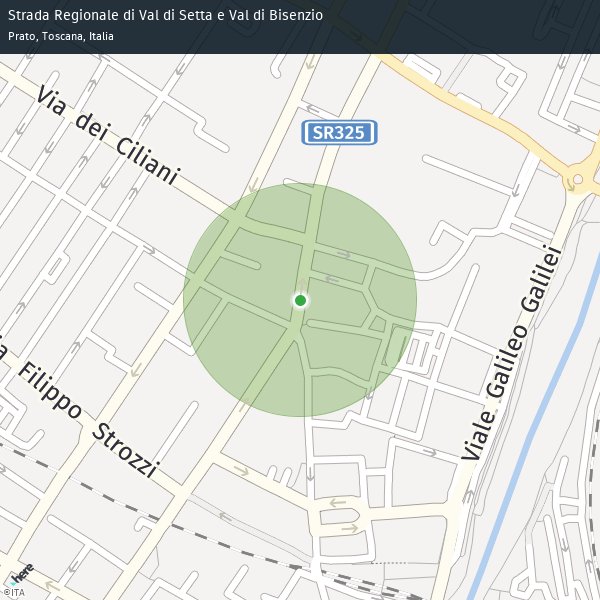 Strada Regionale di Val di Setta e Val di Bisenzio
Prato, Toscana, Italia
Via dei Ciliani
SR325
Viale Galileo Galilei
Filippo Strozzi
here
©ITA